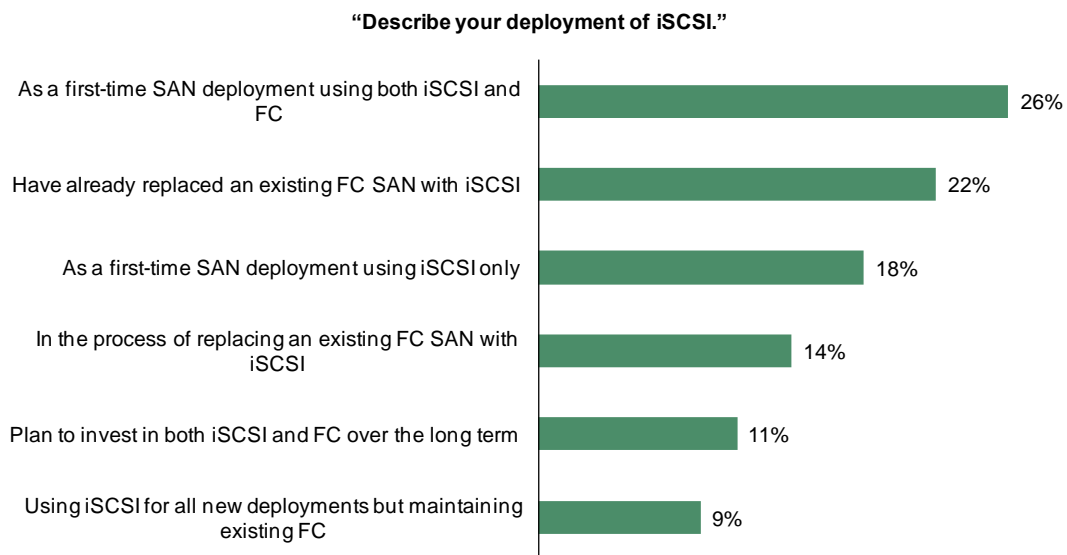 “Describe your deployment of iSCSI.”
As a first-time SAN deployment using both iSCSI and
FC
26%
Have already replaced an existing FC SAN with iSCSI
22%
As a first-time SAN deployment using iSCSI only
18%
In the process of replacing an existing FC SAN with
iSCSI
14%
Plan to invest in both iSCSI and FC over the long term
11%
Using iSCSI for all new deployments but maintaining
existing FC
9%